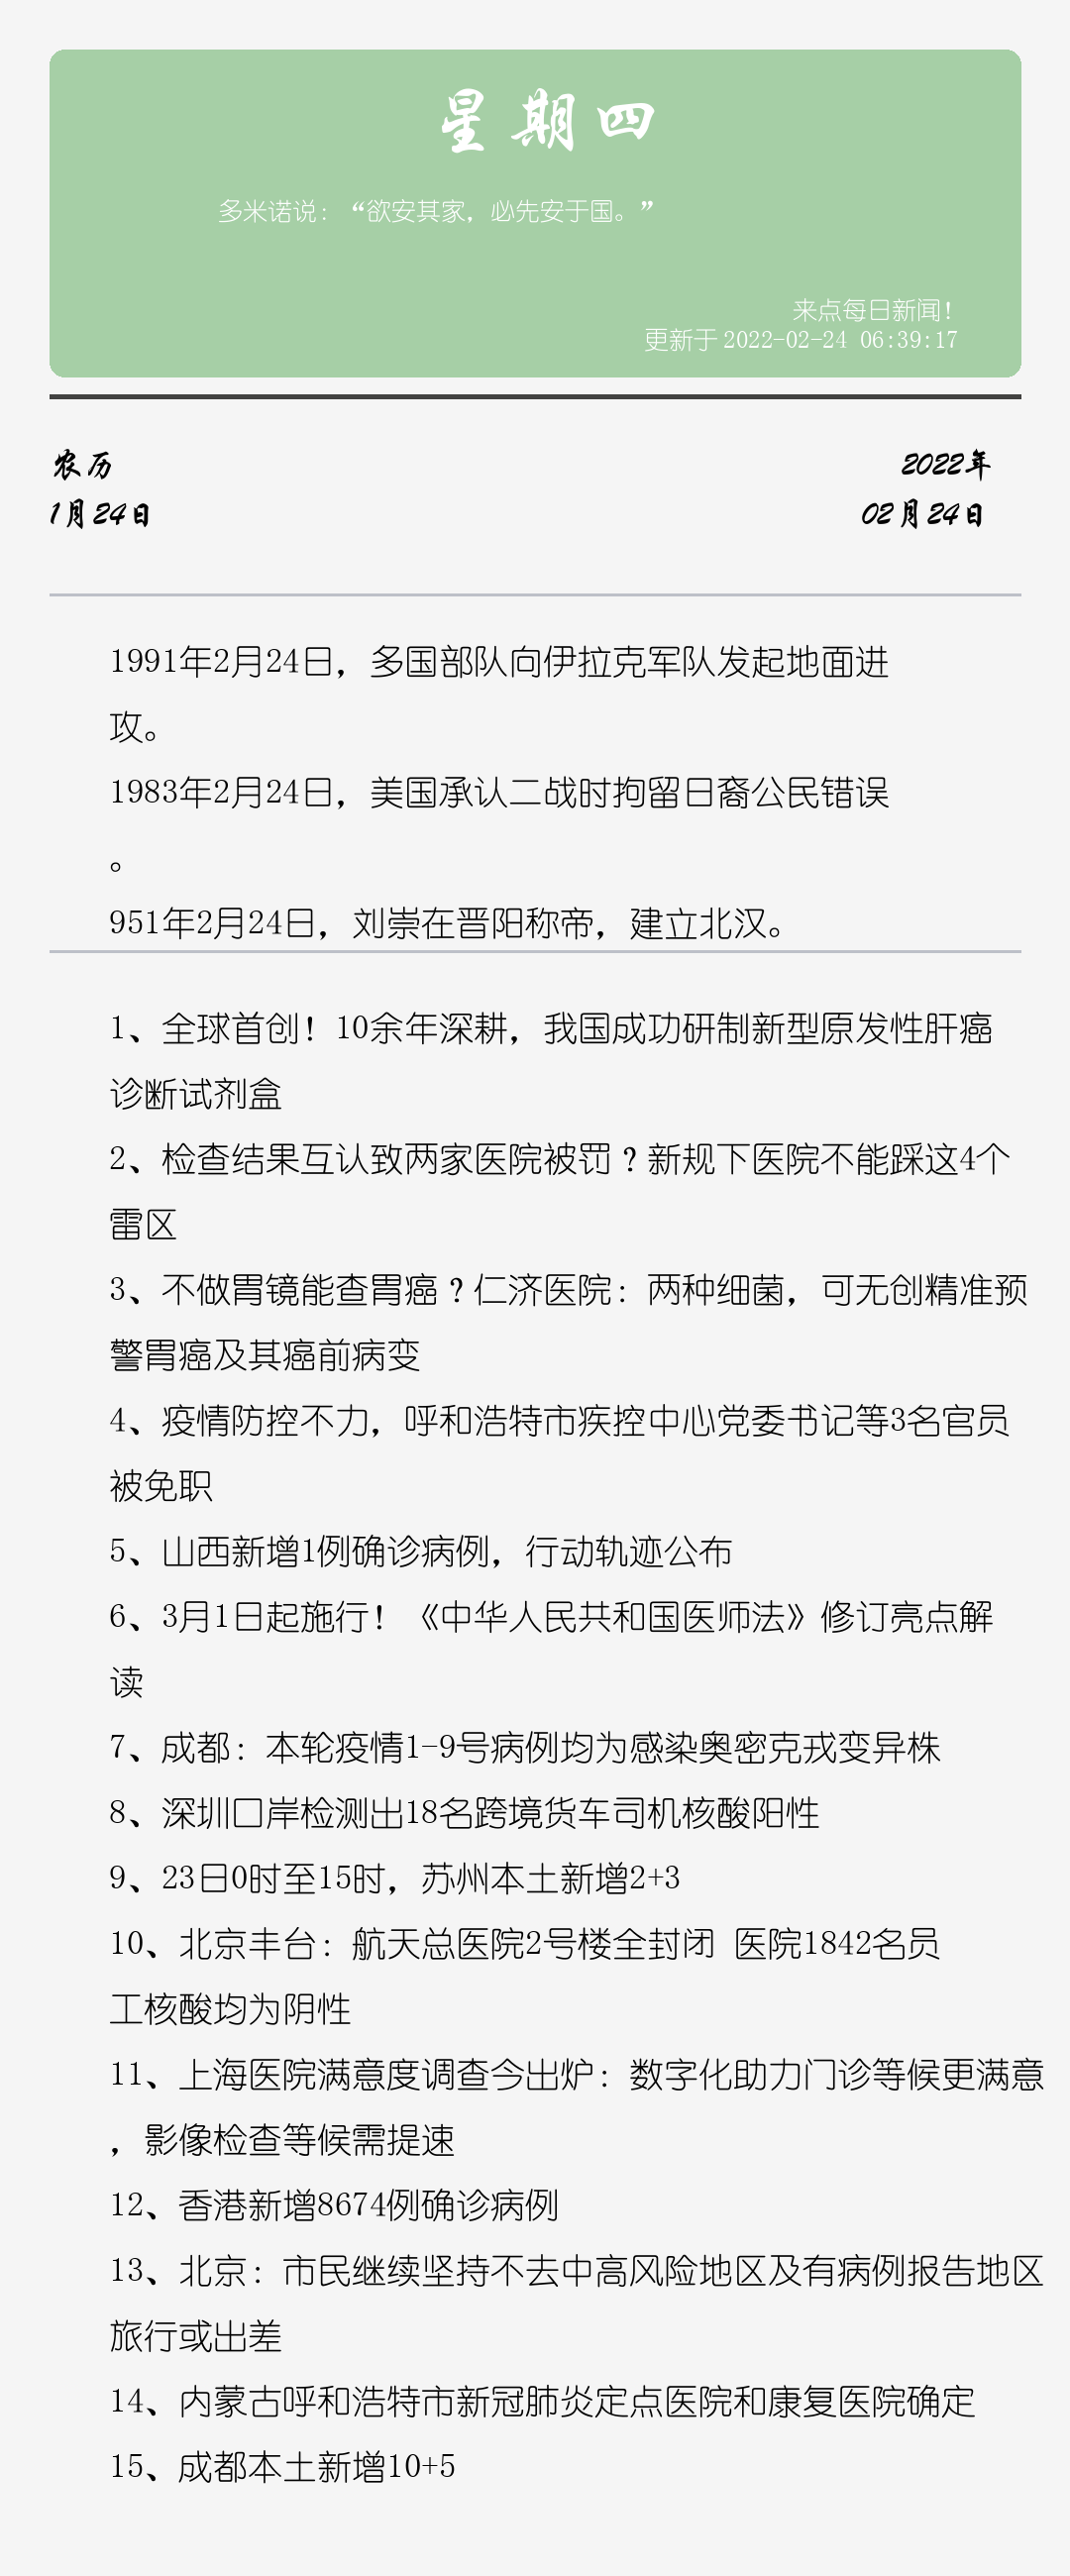 星期四
多米诺说：“欲安其家，必先安于国。”
来点每日新闻！
更新于 2022-02-24 06:39:17
农历
2022年
1月24日
02月24日
1991年2月24日，多国部队向伊拉克军队发起地面进
攻。
1983年2月24日，美国承认二战时拘留日裔公民错误
。
951年2月24日，刘崇在晋阳称帝，建立北汉。
1、全球首创！10余年深耕，我国成功研制新型原发性肝癌
诊断试剂盒
2、检查结果互认致两家医院被罚？新规下医院不能踩这4个
雷区
3、不做胃镜能查胃癌？仁济医院：两种细菌，可无创精准预
警胃癌及其癌前病变
4、疫情防控不力，呼和浩特市疾控中心党委书记等3名官员
被免职
5、山西新增1例确诊病例，行动轨迹公布
6、3月1日起施行！《中华人民共和国医师法》修订亮点解
读
7、成都：本轮疫情1-9号病例均为感染奥密克戎变异株
8、深圳口岸检测出18名跨境货车司机核酸阳性
9、23日0时至15时，苏州本土新增2+3
10、北京丰台：航天总医院2号楼全封闭 医院1842名员
工核酸均为阴性
11、上海医院满意度调查今出炉：数字化助力门诊等候更满意
，影像检查等候需提速
12、香港新增8674例确诊病例
13、北京：市民继续坚持不去中高风险地区及有病例报告地区
旅行或出差
14、内蒙古呼和浩特市新冠肺炎定点医院和康复医院确定
15、成都本土新增10+5